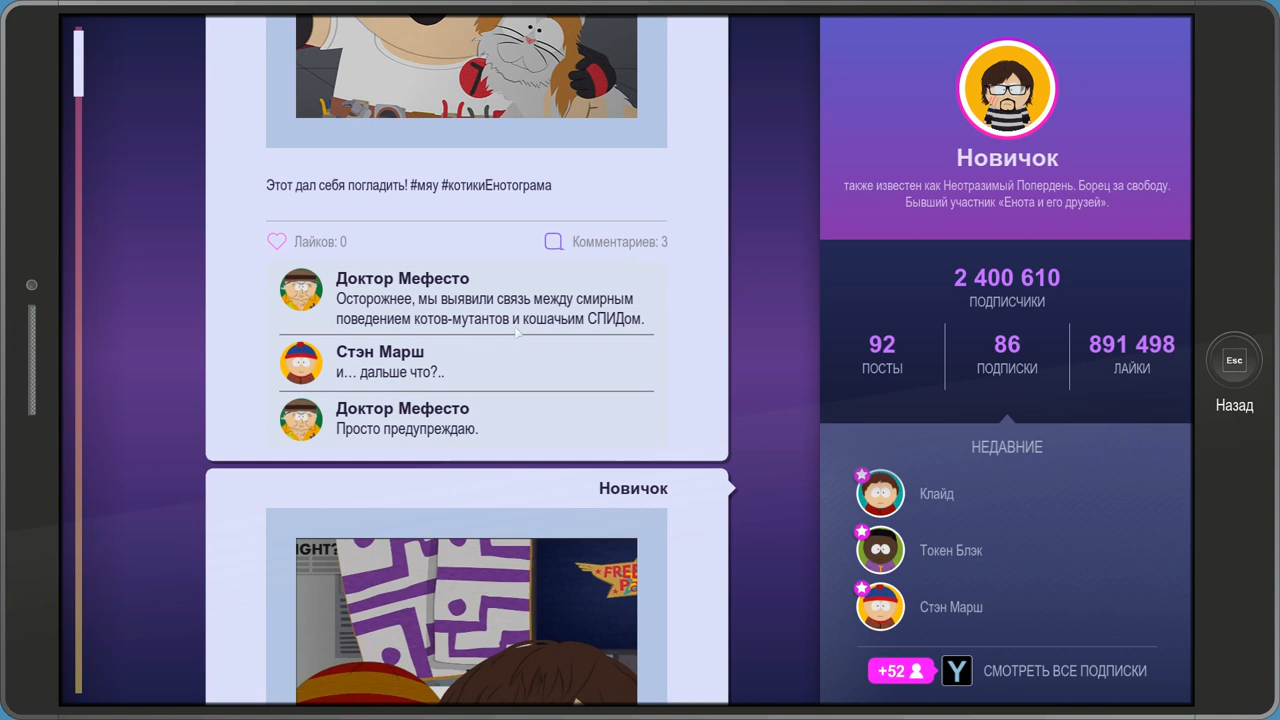 Этот дал себя погладить! #мяу #котикиЕнотограма
Лайков: 0
Комментариев: 3
Доктор Мефесто
Осторожнее, мы выявили связь между смирным
поведением котов-мутантов и кошачьим СПИДом.
Стэн Марш
и... дальше что?..
Доктор Мефесто
Просто предупреждаю.
Новичок
IGHT?
FREE
Новичок
также известен как Неотразимый Попердень. Борец за свободу.
Бывший участник «Енота и его друзей».
2 400 610
ПОДПИСЧИКИ
92
ПОСТЫ
86
ПОДПИСКИ
891 498
ЛАЙКИ
НЕДАВНИЕ
Клайд
Токен Блэк
Стэн Марш
+52
Y
СМОТРЕТЬ ВСЕ ПОДПИСКИ
Esc
Назад